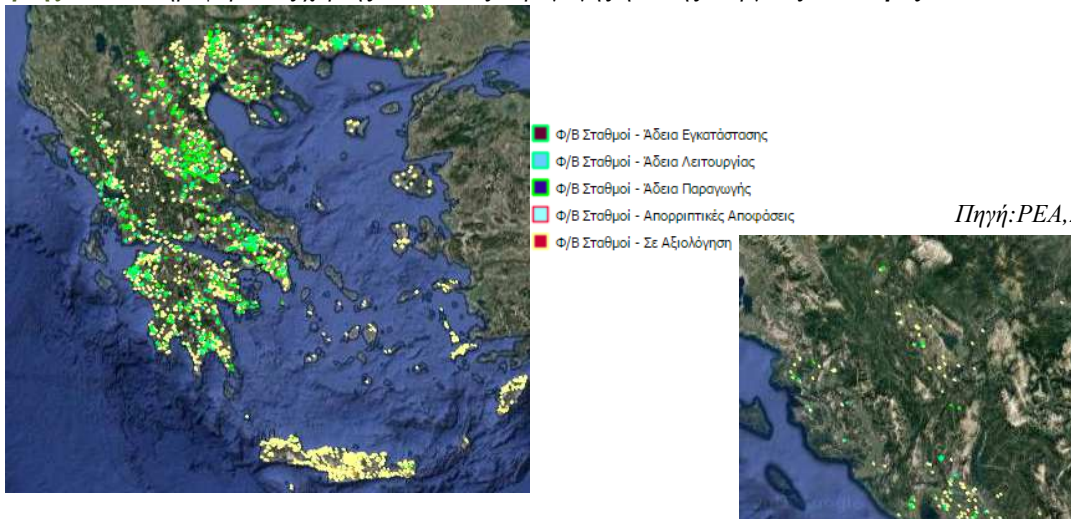 Φ/Β Σταθμοί - Άδεια Εγκατάστασης
Φ/Β Σταθμοί - Άδεια Λειτουργίας
Φ/Β Σταθμοί - Άδεια Παραγωγής
Φ/Β Σταθμοί - Απορριπτικές Αποφάσεις
Φ/Β Σταθμοί - Σε Αξιολόγηση
Πηγή:ΡΕΑ,